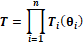 T = ∏_{i=1}^{n} T_i(θ_i)